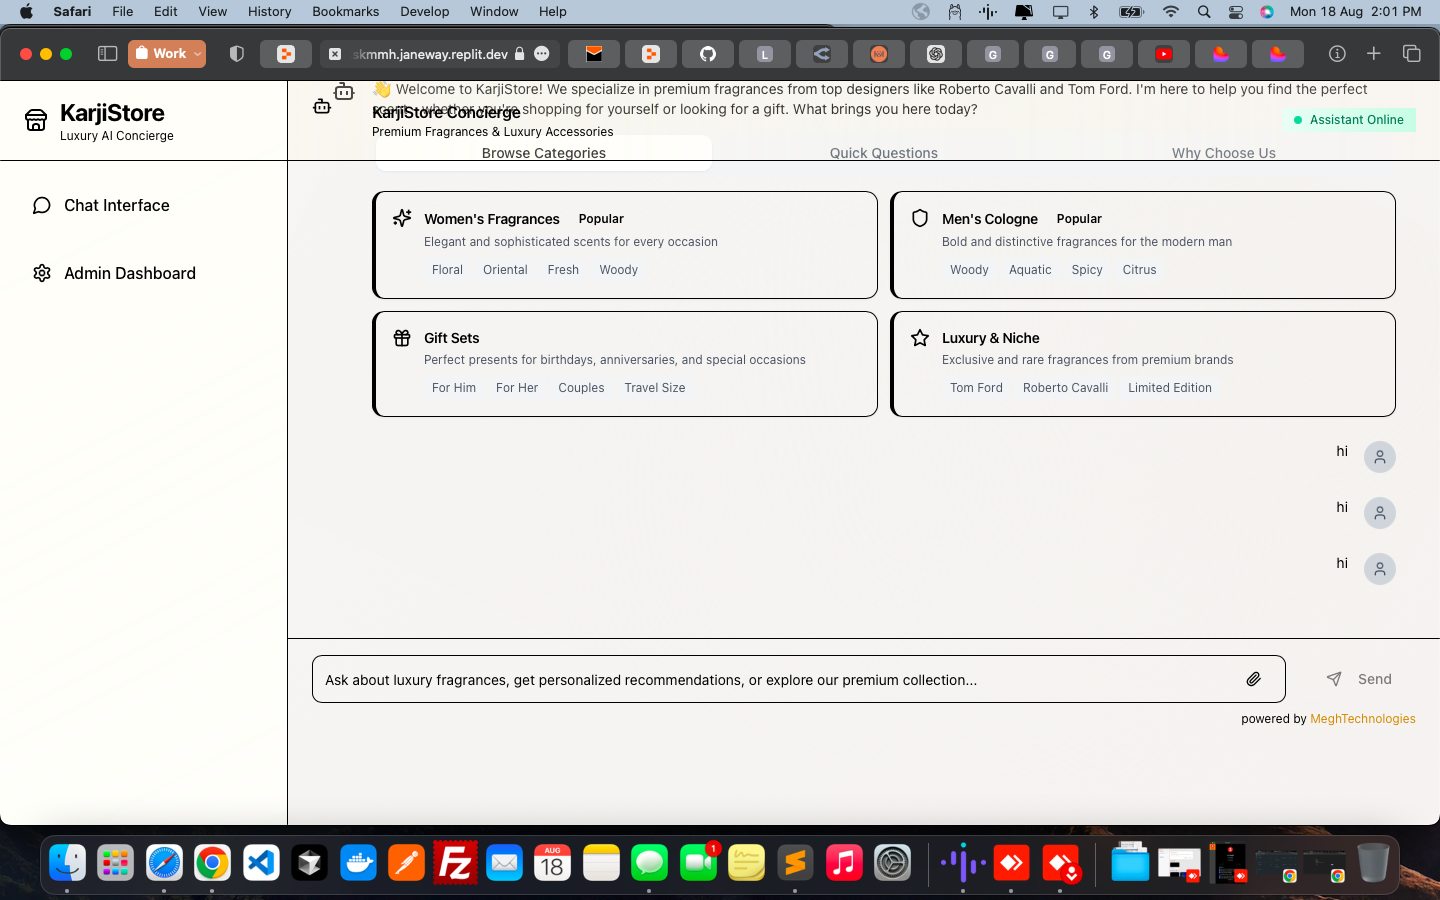 Safari File Edit View History Bookmarks Develop Window Help Mon 18 Aug 2:01 PM
Work
skmmh.janeway.replit.dev
L
G
G
G
KarjiStore
Luxury AI Concierge
Chat Interface
Admin Dashboard
👋 Welcome to KarjiStore! We specialize in premium fragrances from top designers like Roberto Cavalli and Tom Ford. I'm here to help you find the perfect
whether you're shopping for yourself or looking for a gift. What brings you here today?
KarjiStore Concierge
Premium Fragrances & Luxury Accessories
Assistant Online
Browse Categories Quick Questions Why Choose Us
Women's Fragrances Popular
Elegant and sophisticated scents for every occasion
Floral Oriental Fresh Woody
Men's Cologne Popular
Bold and distinctive fragrances for the modern man
Woody Aquatic Spicy Citrus
Gift Sets
Perfect presents for birthdays, anniversaries, and special occasions
For Him For Her Couples Travel Size
Luxury & Niche
Exclusive and rare fragrances from premium brands
Tom Ford Roberto Cavalli Limited Edition
hi
hi
hi
Ask about luxury fragrances, get personalized recommendations, or explore our premium collection...
Send
powered by MeghTechnologies
Fz
AUG
18
1